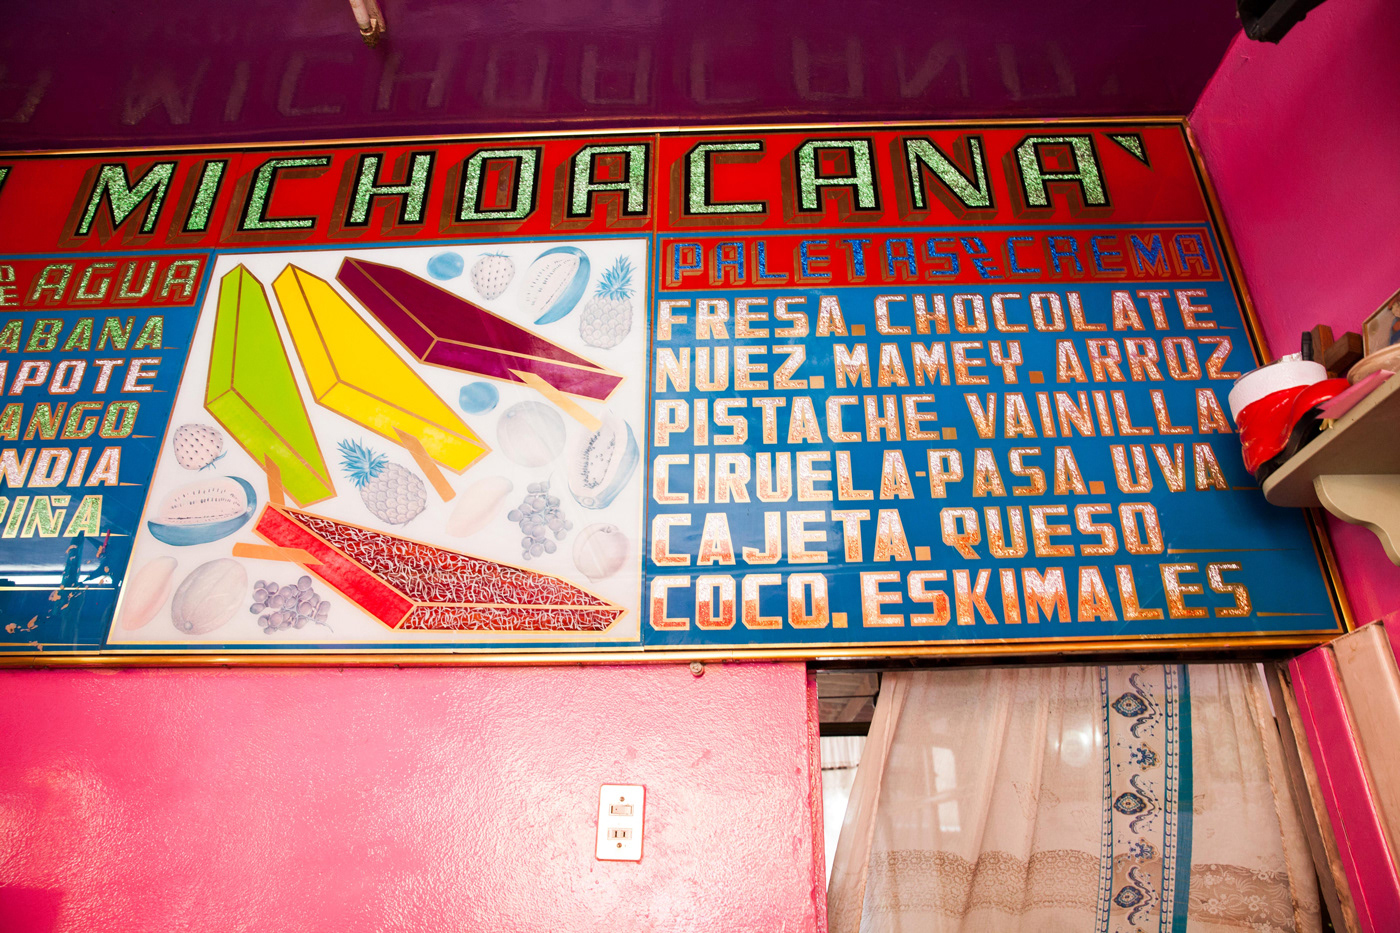 MICHOACANA"
DE AGUA
ABANA
APOTE
ANGO
NDIA
PIÑA
PALETAS DE CREMA
FRESA. CHOCOLATE
NUEZ. MAMEY. ARROZ
PISTACHE. VAINILLA
CIRUELA-PASA. UVA
CAJETA. QUESO
COCO. ESKIMALES